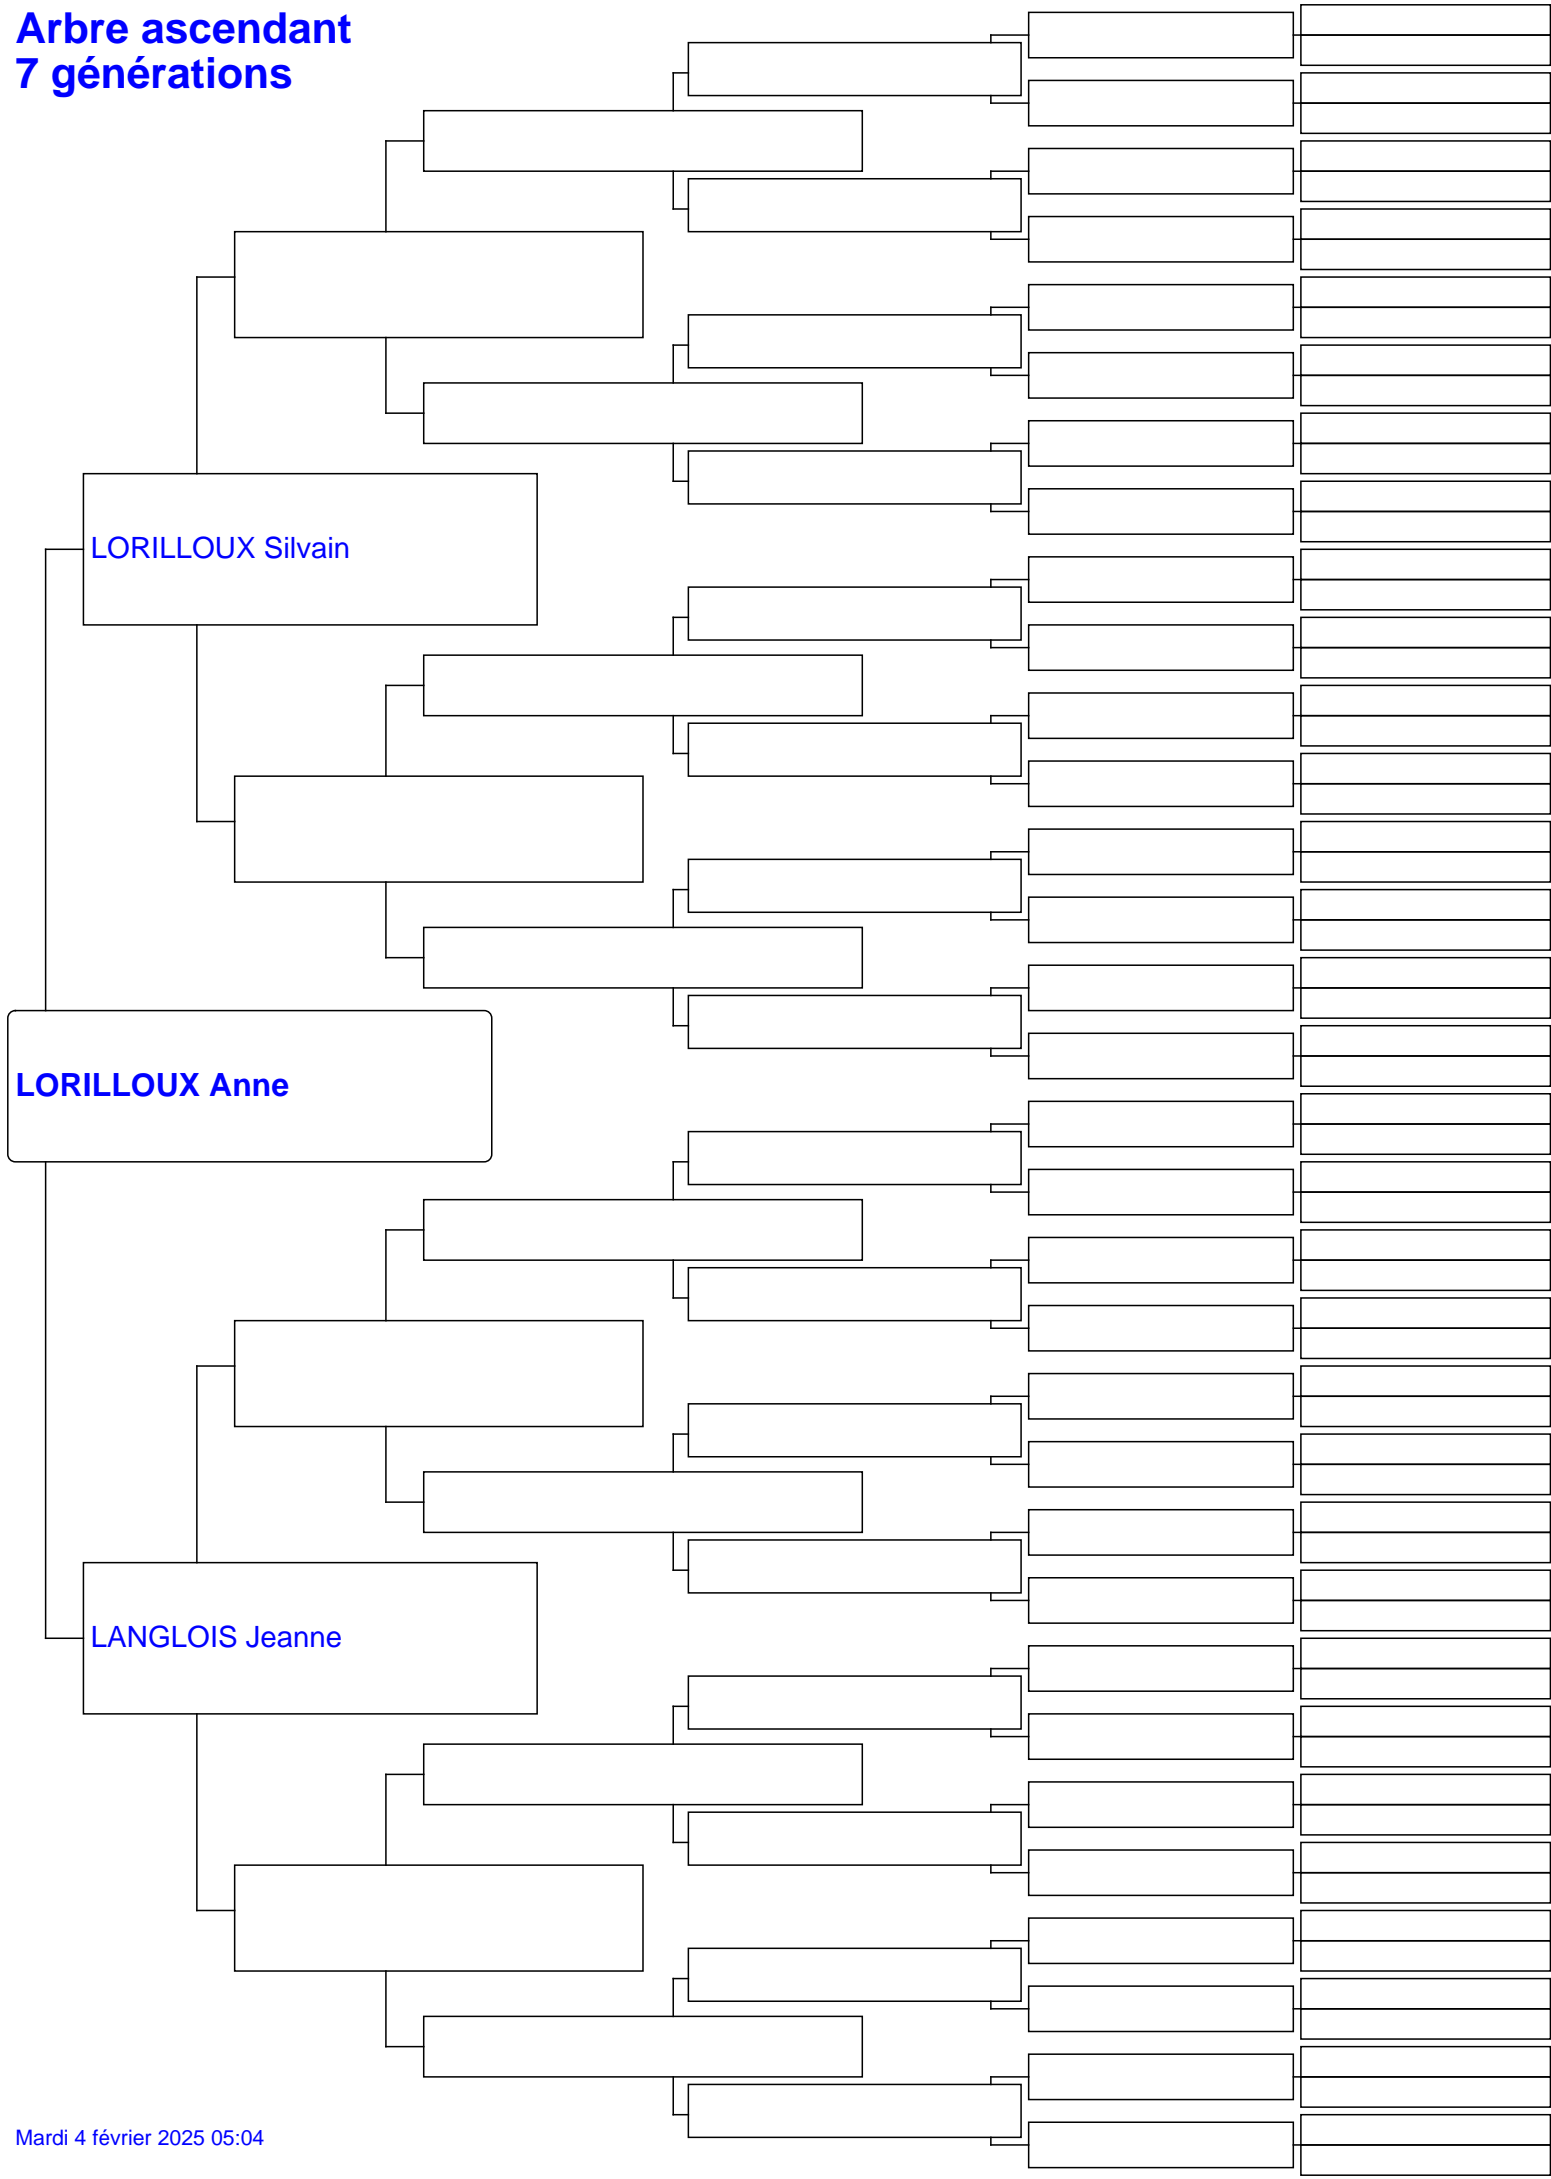 Arbre ascendant
7 générations
LORILLOUX Silvain
LORILLOUX Anne
LANGLOIS Jeanne
Mardi 4 février 2025 05:04